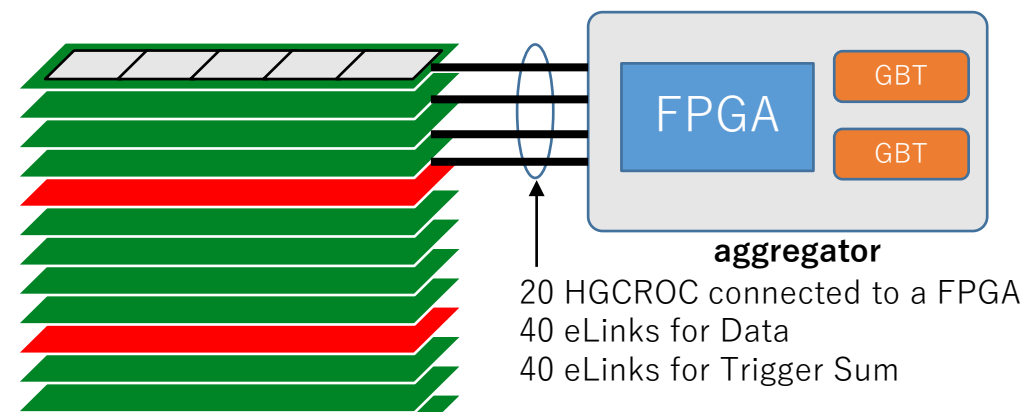 FPGA
GBT
GBT
aggregator
20 HGCROC connected to a FPGA
40 eLinks for Data
40 eLinks for Trigger Sum